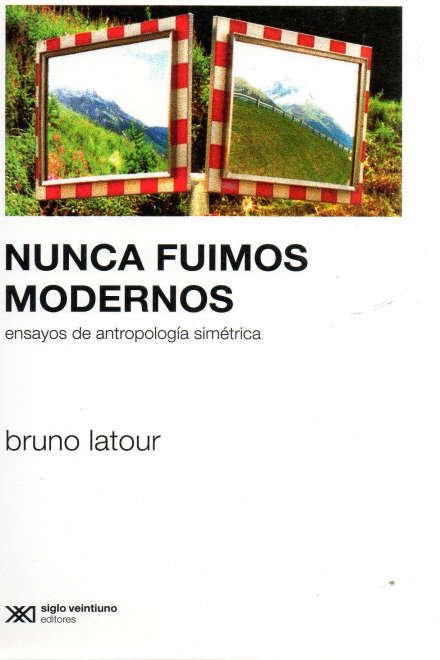 NUNCA FUIMOS
MODERNOS
ensayos de antropología simétrica
bruno latour
siglo veintiuno
editores